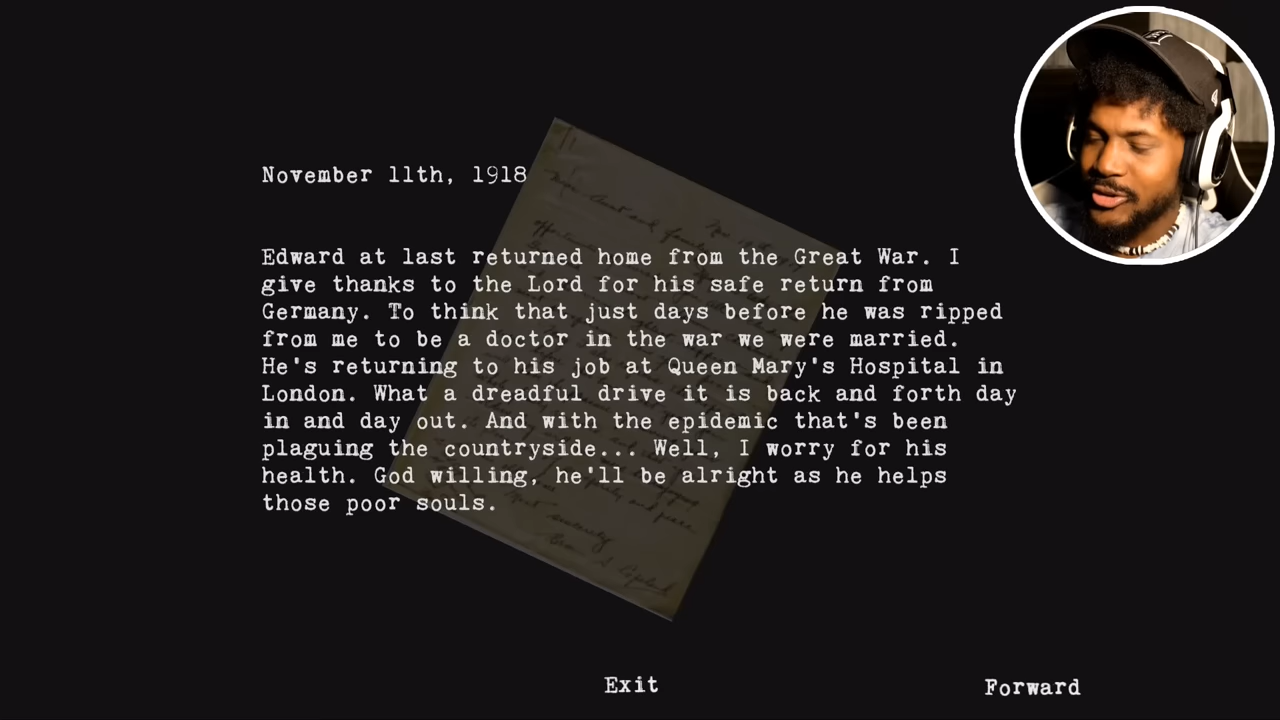 November 11th, 1918
Edward at last returned home from the Great War. I
give thanks to the Lord for his safe return from
Germany. To think that just days before he was ripped
from me to be a doctor in the war we were married.
He's returning to his job at Queen Mary's Hospital in
London. What a dreadful drive it is back and forth day
in and day out. And with the epidemic that's been
plaguing the countryside... Well, I worry for his
health. God willing, he'll be alright as he helps
those poor souls.
Exit
Forward